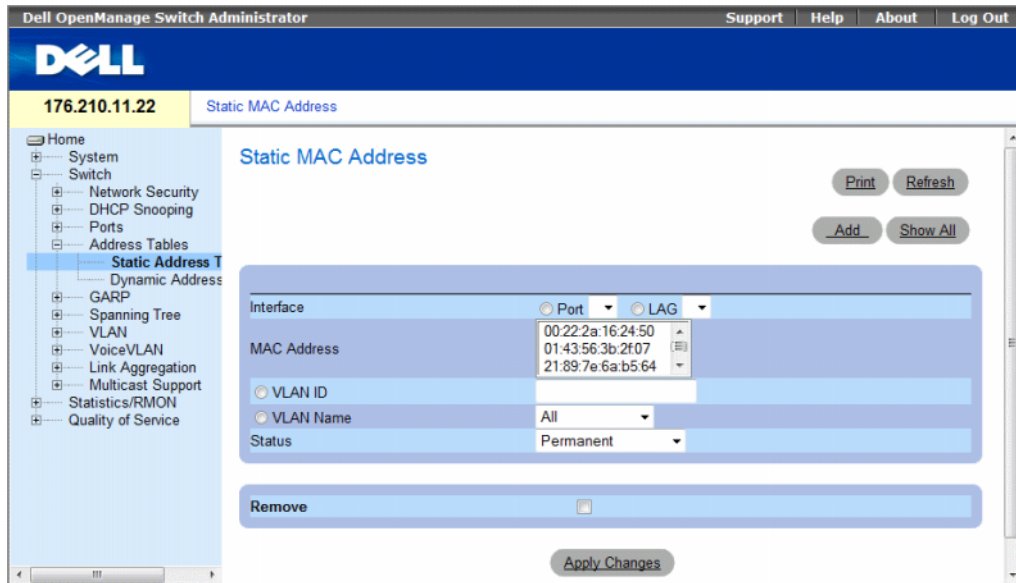 Dell OpenManage Switch Administrator Support Help About Log Out
DELL
176.210.11.22 Static MAC Address
Home
System
Switch
Network Security
DHCP Snooping
Ports
Address Tables
Static Address T
Dynamic Address
GARP
Spanning Tree
VLAN
VoiceVLAN
Link Aggregation
Multicast Support
Statistics/RMON
Quality of Service
Static MAC Address
Print Refresh
Add Show All
Interface Port LAG
MAC Address
00:22:2a:16:24:50
01:43:56:3b:2f:07
21:89:7e:6a:b5:64
VLAN ID
VLAN Name All
Status Permanent
Remove
Apply Changes